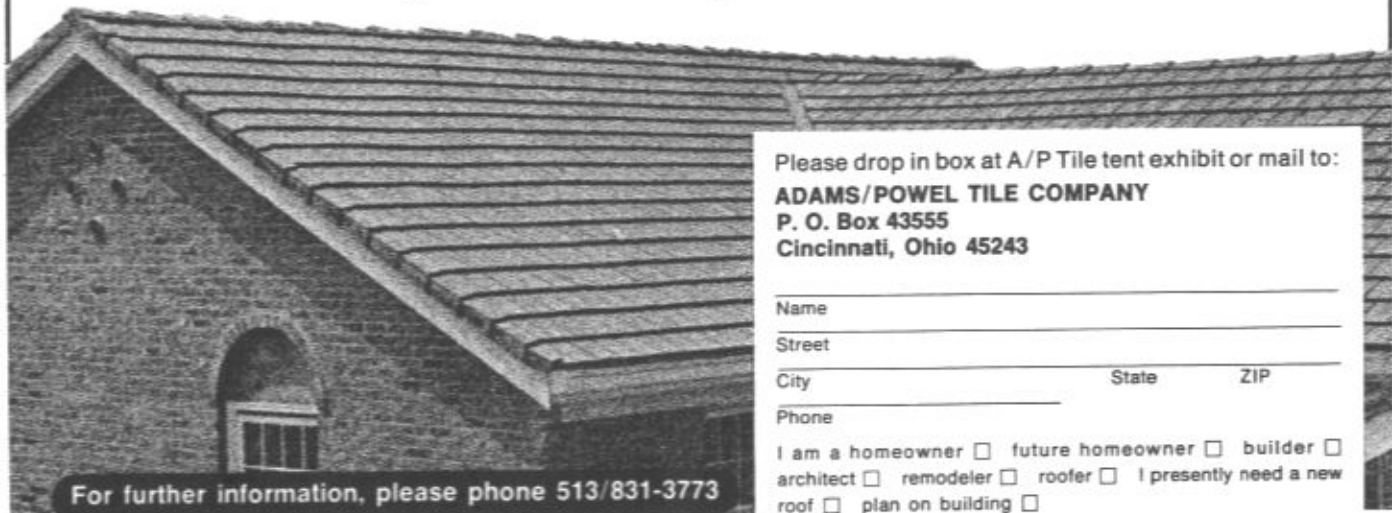 Please drop in box at A/P Tile tent exhibit or mail to:
ADAMS/POWEL TILE COMPANY
P. O. Box 43555
Cincinnati, Ohio 45243
Name
Street
City State ZIP
Phone
I am a homeowner ☐ future homeowner ☐ builder ☐
architect ☐ remodeler ☐ roofer ☐ I presently need a new
roof ☐ plan on building ☐
For further information, please phone 513/831-3773